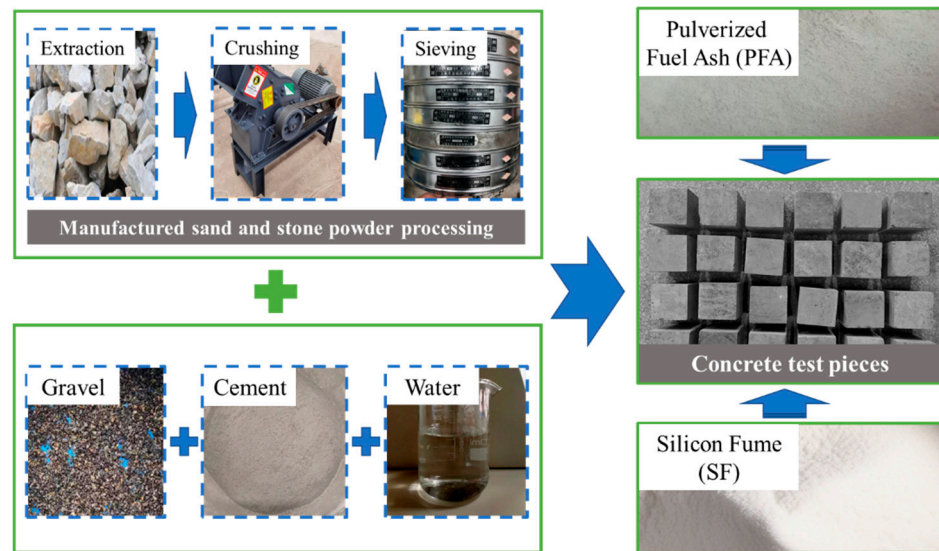 Extraction
Crushing
Sieving
Manufactured sand and stone powder processing
Gravel
Cement
Water
Pulverized
Fuel Ash (PFA)
Concrete test pieces
Silicon Fume
(SF)